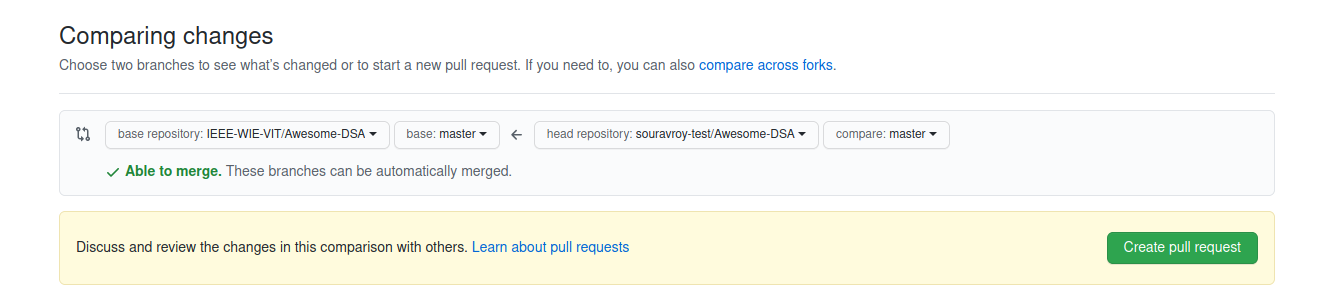 Comparing changes
Choose two branches to see what's changed or to start a new pull request. If you need to, you can also compare across forks.
base repository: IEEE-WIE-VIT/Awesome-DSA base: master head repository: souravroy-test/Awesome-DSA compare: master
Able to merge. These branches can be automatically merged.
Discuss and review the changes in this comparison with others. Learn about pull requests Create pull request